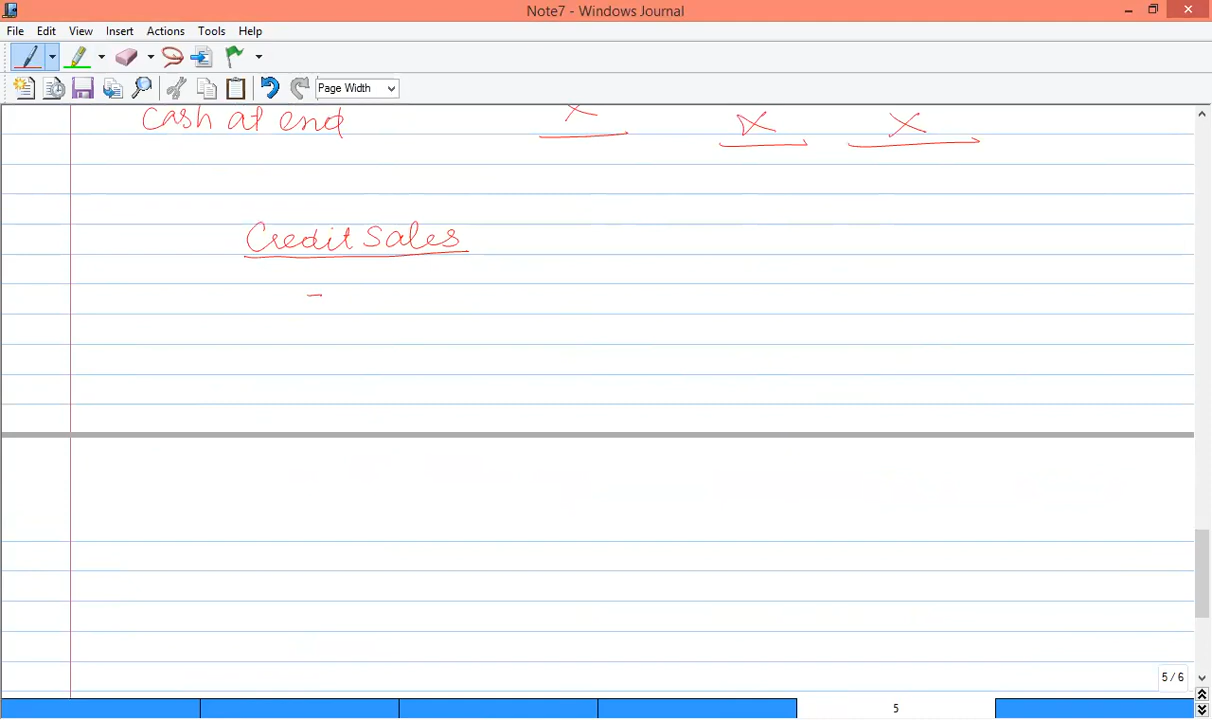 Note7 - Windows Journal
File Edit View Insert Actions Tools Help
Page Width
Cash at end X X X
Credit Sales
-
5 / 6
5